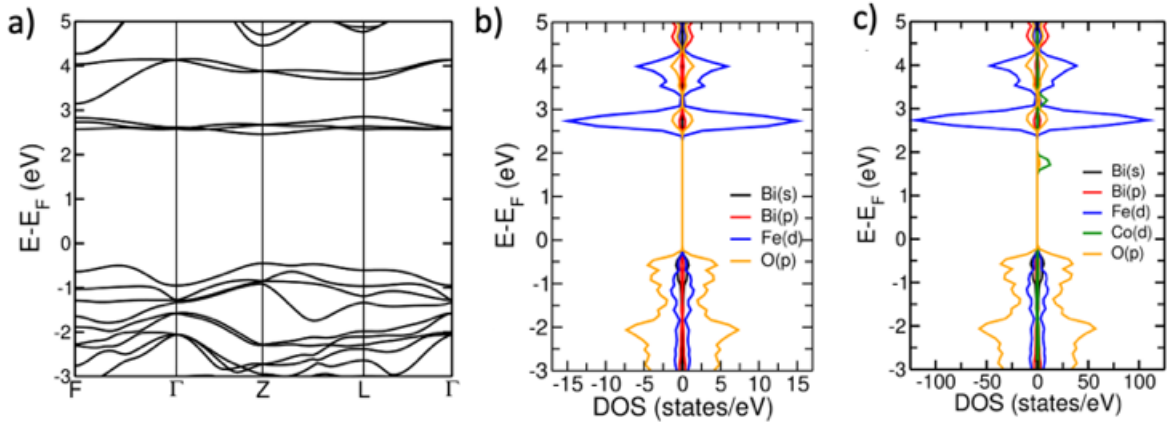 a)
E-E_F (eV)
5
4
3
2
1
0
-1
-2
-3
F Γ Z L Γ
b)
E-E_F (eV)
5
4
3
2
1
0
-1
-2
-3
Bi(s)
Bi(p)
Fe(d)
O(p)
-15 -10 -5 0 5 10 15
DOS (states/eV)
c)
E-E_F (eV)
5
4
3
2
1
0
-1
-2
-3
Bi(s)
Bi(p)
Fe(d)
Co(d)
O(p)
-100 -50 0 50 100
DOS (states/eV)